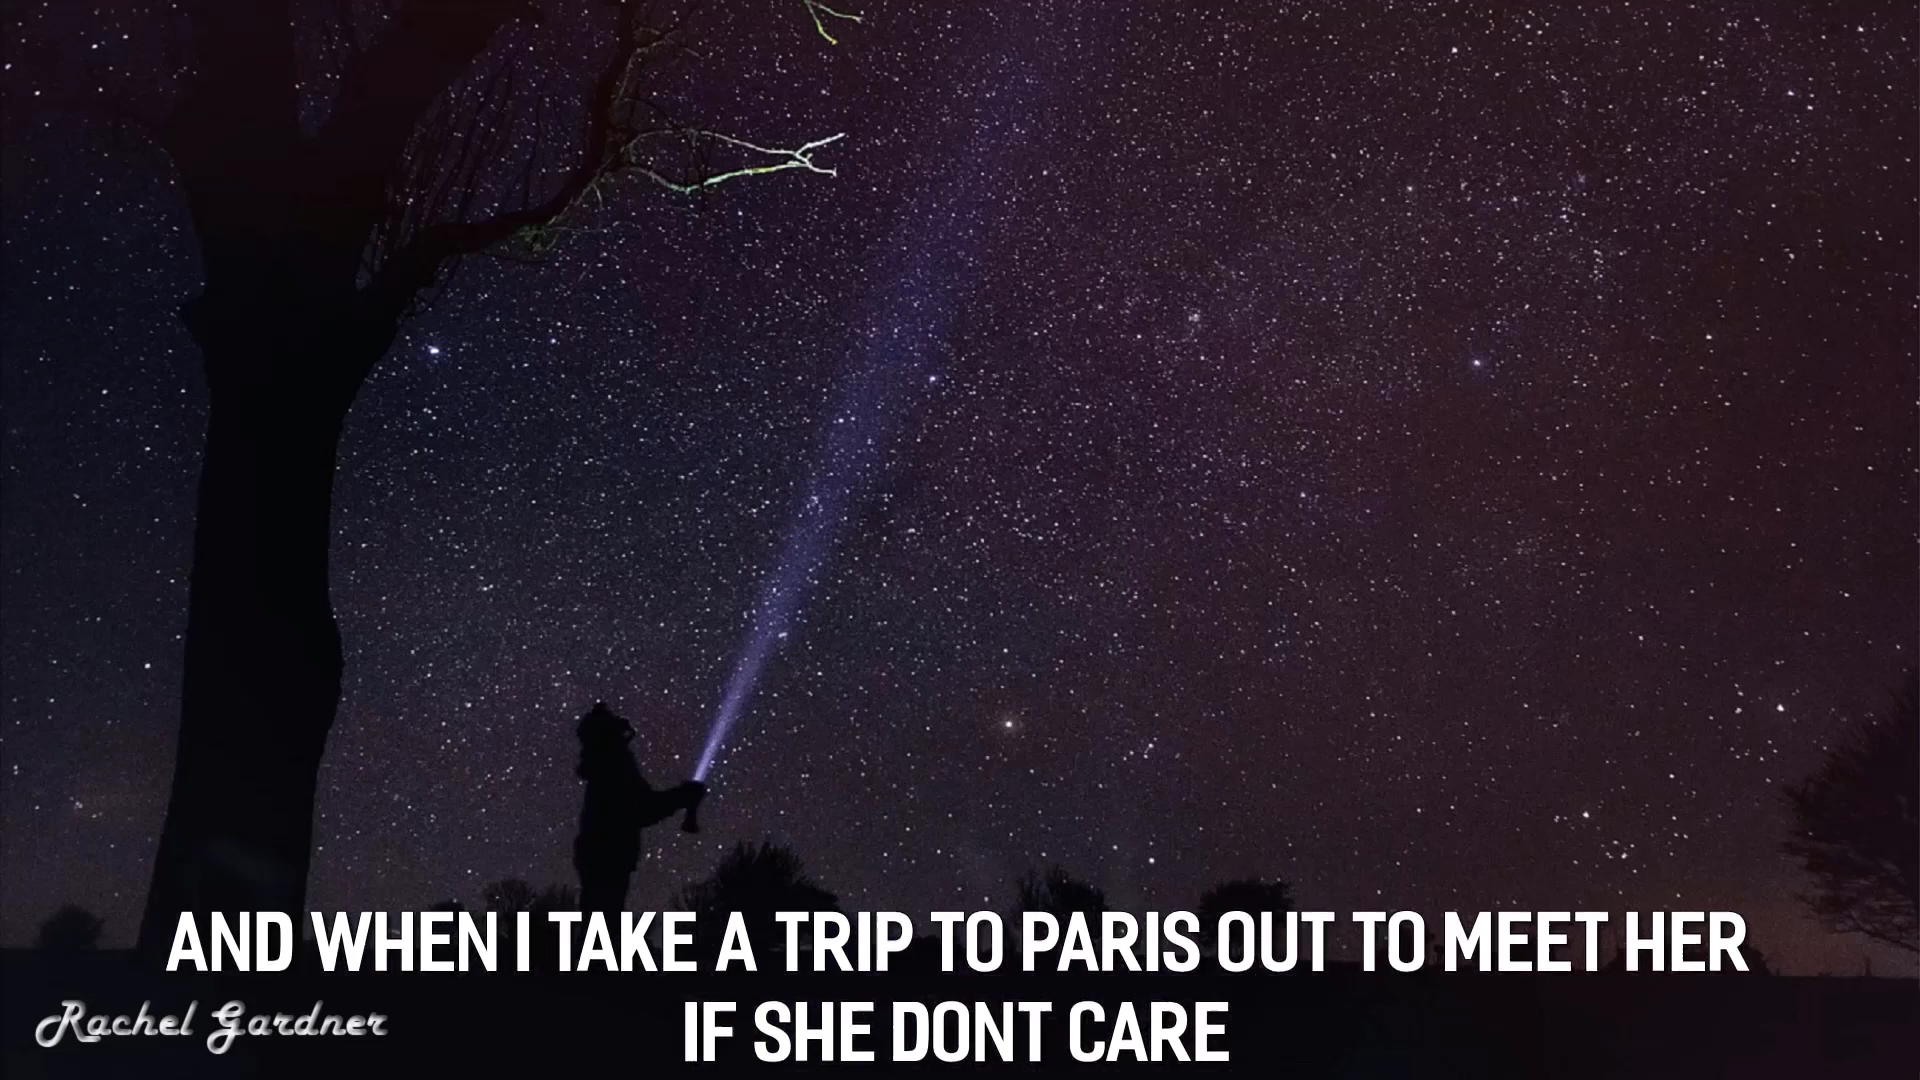 AND WHEN I TAKE A TRIP TO PARIS OUT TO MEET HER
IF SHE DONT CARE
Rachel Gardner